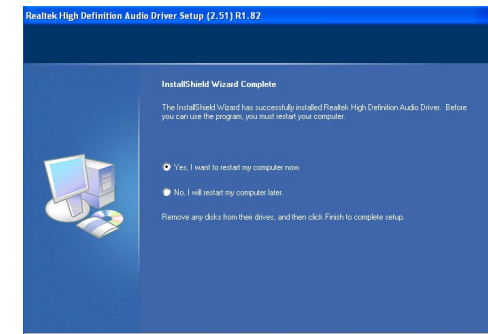 Realtek High Definition Audio Driver Setup (2.51) R1.82
InstallShield Wizard Complete
The InstallShield Wizard has successfully installed Realtek High Definition Audio Driver. Before
you can use the program, you must restart your computer.
Yes, I want to restart my computer now.
No, I will restart my computer later.
Remove any disks from their drives, and then click Finish to complete setup.